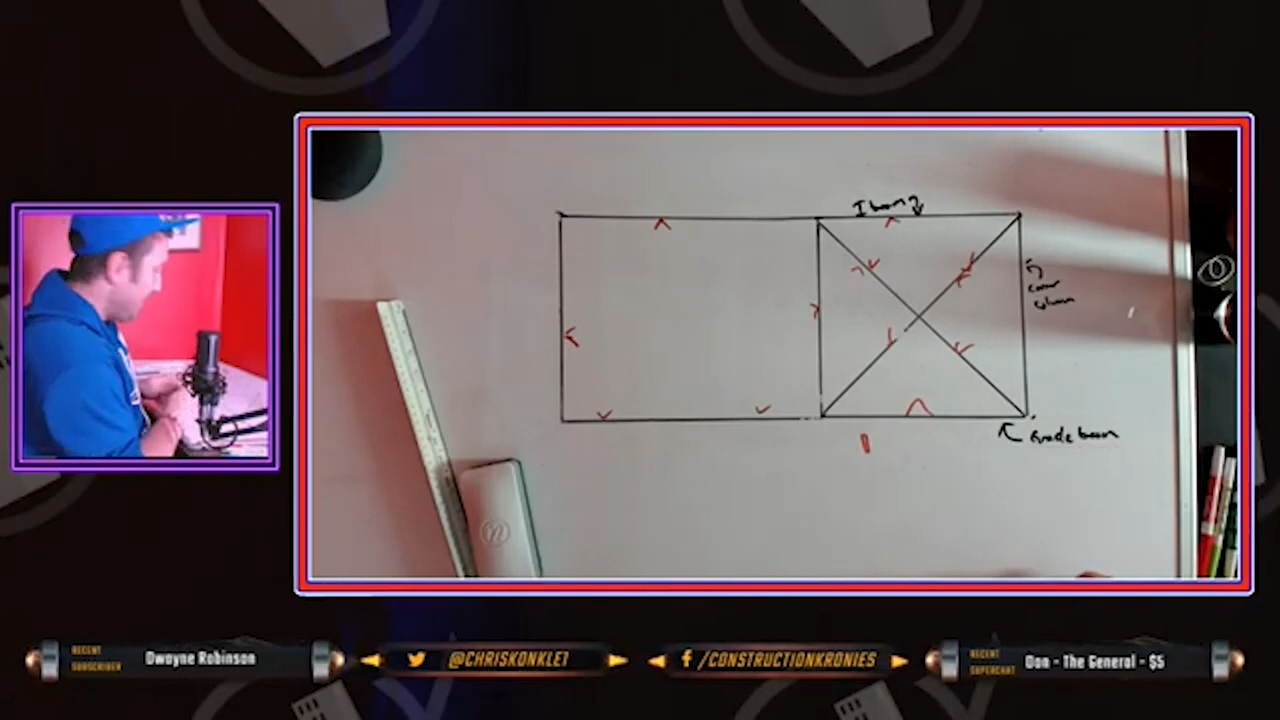 I beam
Grade beam
RECENT
SUBSCRIBER
Dwayne Robinson
@CHRISKONKLE1
/CONSTRUCTIONKRONIES
RECENT
SUPERCHAT
Don - The General - $5